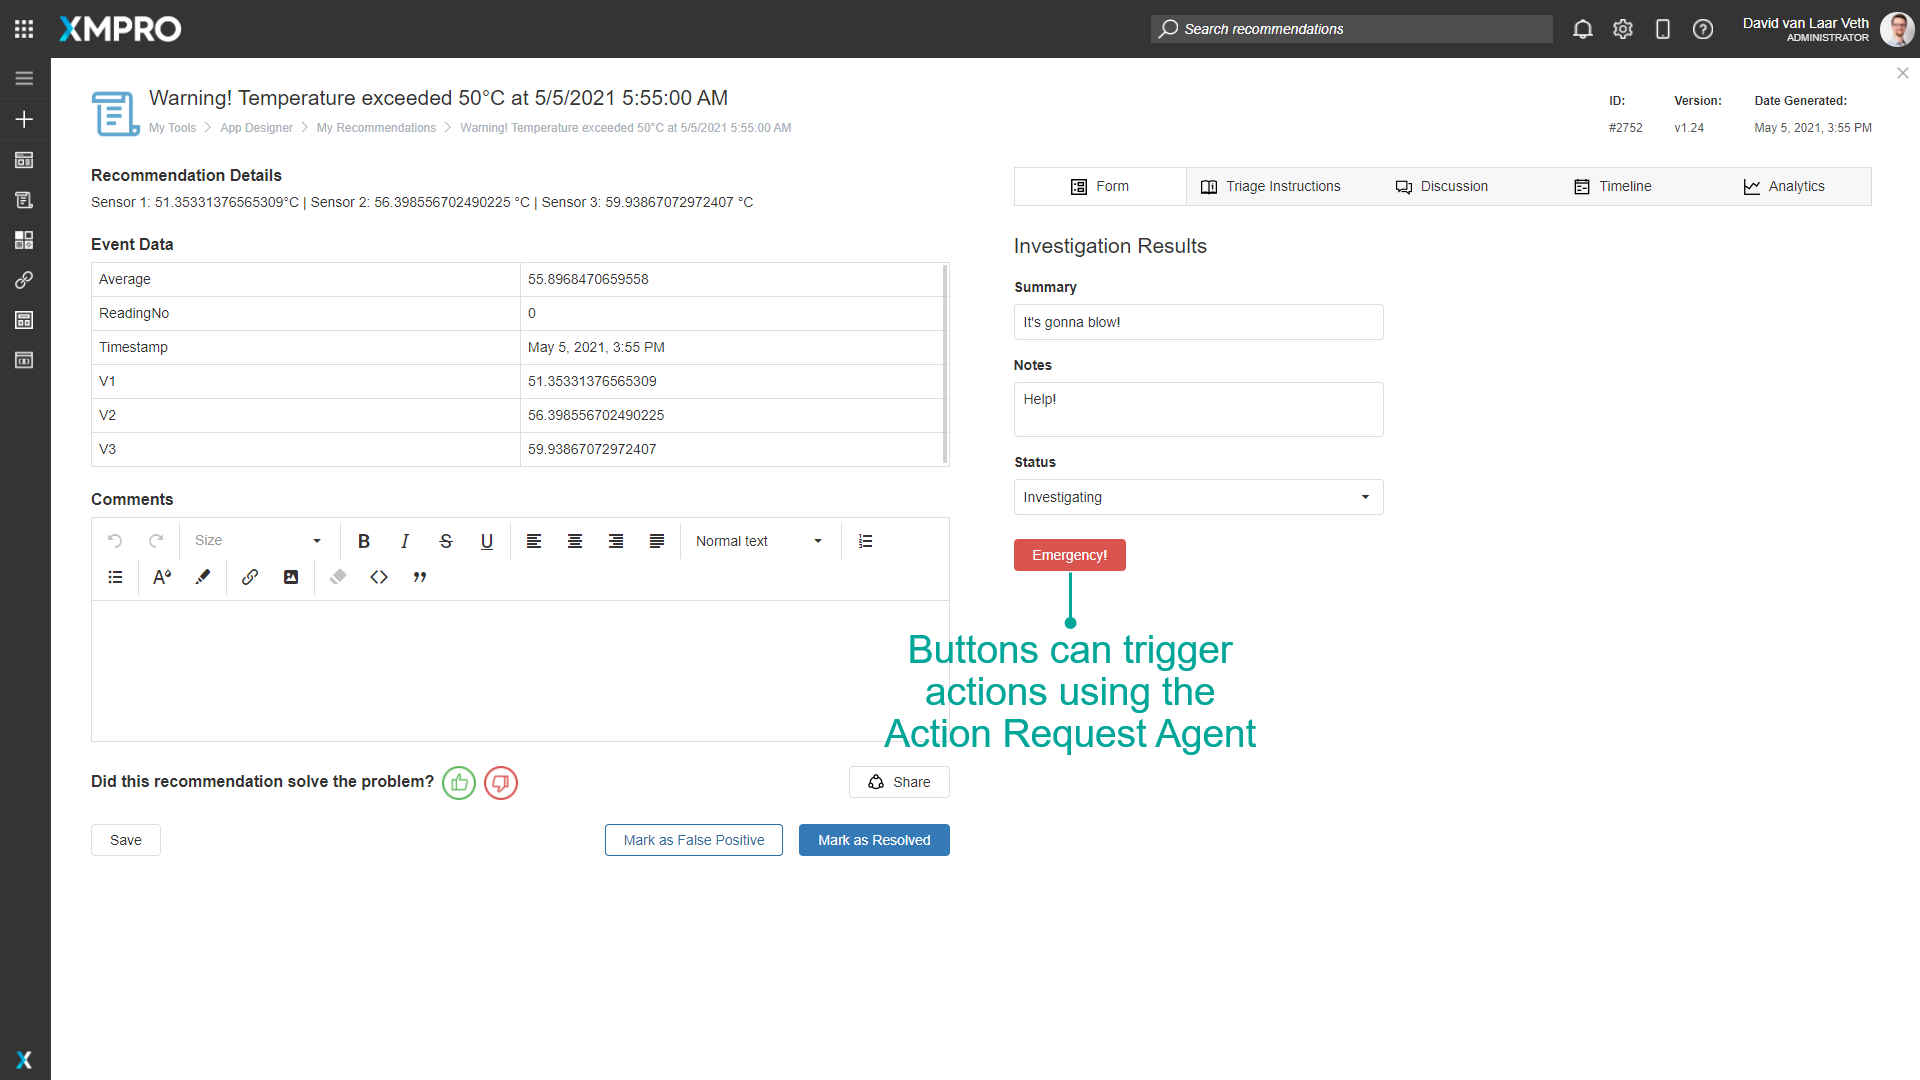 XMPRO
Search recommendations
David van Laar Veth
ADMINISTRATOR
Warning! Temperature exceeded 50°C at 5/5/2021 5:55:00 AM
My Tools > App Designer > My Recommendations > Warning! Temperature exceeded 50°C at 5/5/2021 5:55:00 AM
ID: Version: Date Generated:
#2752 v1.24 May 5, 2021, 3:55 PM
Recommendation Details
Sensor 1: 51.35331376565309°C | Sensor 2: 56.398556702490225 °C | Sensor 3: 59.93867072972407 °C
Event Data
Average 55.8968470659558
ReadingNo 0
Timestamp May 5, 2021, 3:55 PM
V1 51.35331376565309
V2 56.398556702490225
V3 59.93867072972407
Comments
Size
Normal text
Did this recommendation solve the problem?
Share
Save
Mark as False Positive
Mark as Resolved
Form
Triage Instructions
Discussion
Timeline
Analytics
Investigation Results
Summary
It's gonna blow!
Notes
Help!
Status
Investigating
Emergency!
Buttons can trigger
actions using the
Action Request Agent